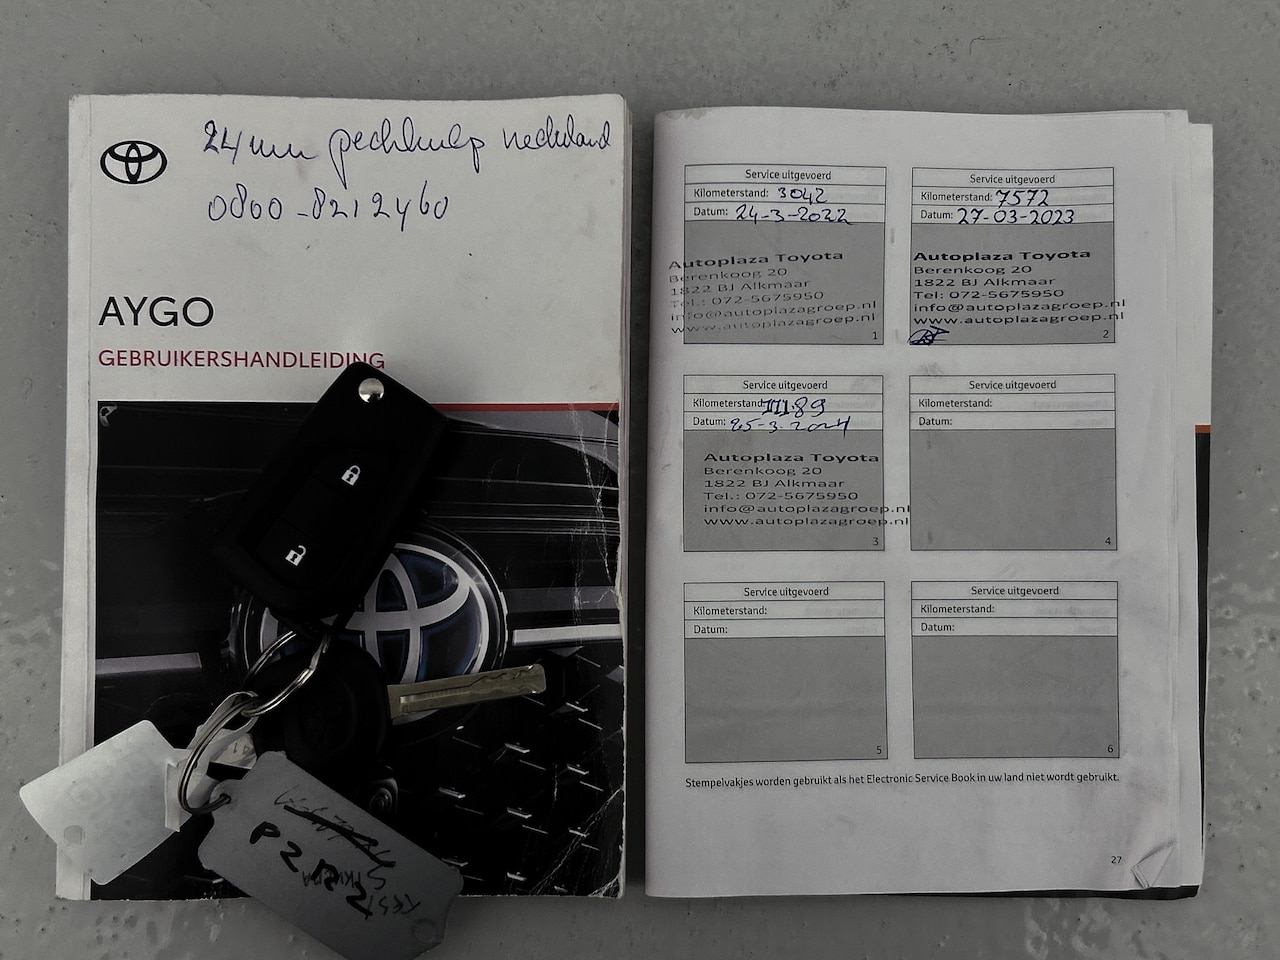 24 uur pechhulp nederland
0800-8212460
AYGO
GEBRUIKERSHANDLEIDING
Service uitgevoerd
Kilometerstand: 3042
Datum: 24-3-2022
Autoplaza Toyota
Berenkoog 20
1822 BJ Alkmaar
Tel.: 072-5675950
info@autoplazagroep.nl
www.autoplazagroep.nl
1
Service uitgevoerd
Kilometerstand: 7572
Datum: 27-03-2023
Autoplaza Toyota
Berenkoog 20
1822 BJ Alkmaar
Tel: 072-5675950
info@autoplazagroep.nl
www.autoplazagroep.nl
2
Service uitgevoerd
Kilometerstand: 11189
Datum: 25-3-2024
Autoplaza Toyota
Berenkoog 20
1822 BJ Alkmaar
Tel.: 072-5675950
info@autoplazagroep.nl
www.autoplazagroep.nl
3
Service uitgevoerd
Kilometerstand:
Datum:
4
Service uitgevoerd
Kilometerstand:
Datum:
5
Service uitgevoerd
Kilometerstand:
Datum:
6
Stempelvakjes worden gebruikt als het Electronic Service Book in uw land niet wordt gebruikt.
27